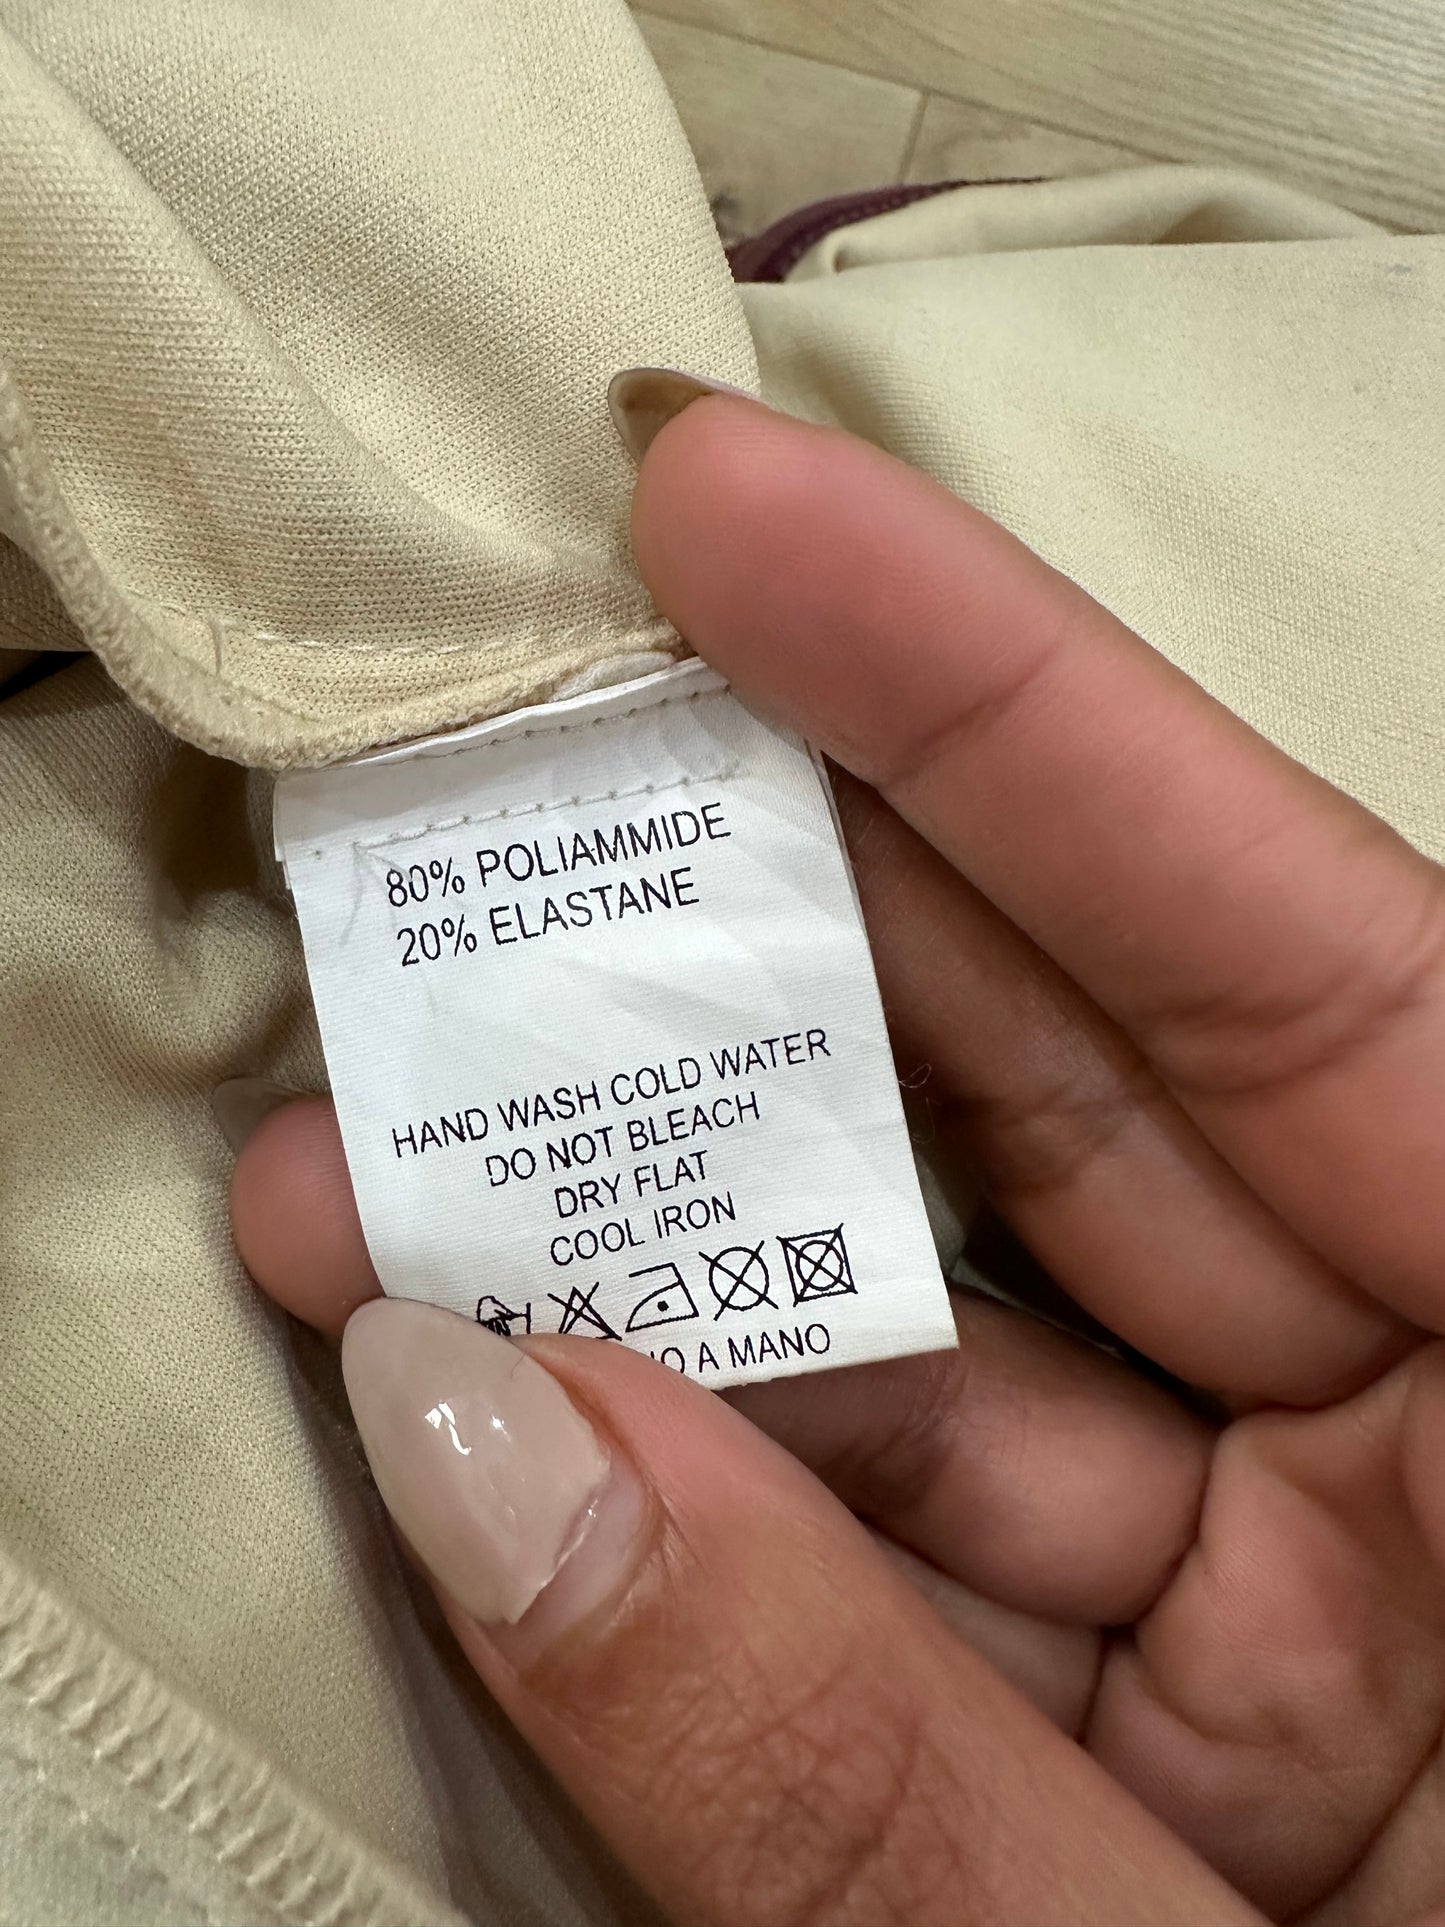 80% POLIAMMIDE
20% ELASTANE
HAND WASH COLD WATER
DO NOT BLEACH
DRY FLAT
COOL IRON
A MANO